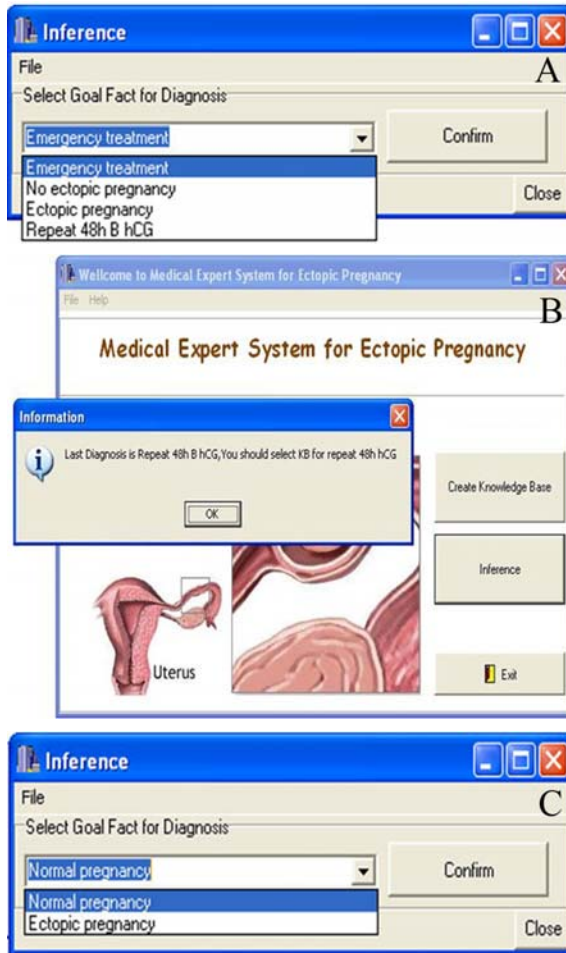 Inference
File
A
Select Goal Fact for Diagnosis
Emergency treatment
Confirm
Emergency treatment
No ectopic pregnancy
Ectopic pregnancy
Repeat 48h B hCG
Close
Wellcome to Medical Expert System for Ectopic Pregnancy
File Help
B
Medical Expert System for Ectopic Pregnancy
Information
Last Diagnosis is Repeat 48h B hCG,You should select KB for repeat 48h hCG
OK
Create Knowledge Base
Inference
Uterus
Exit
Inference
File
C
Select Goal Fact for Diagnosis
Normal pregnancy
Confirm
Normal pregnancy
Ectopic pregnancy
Close